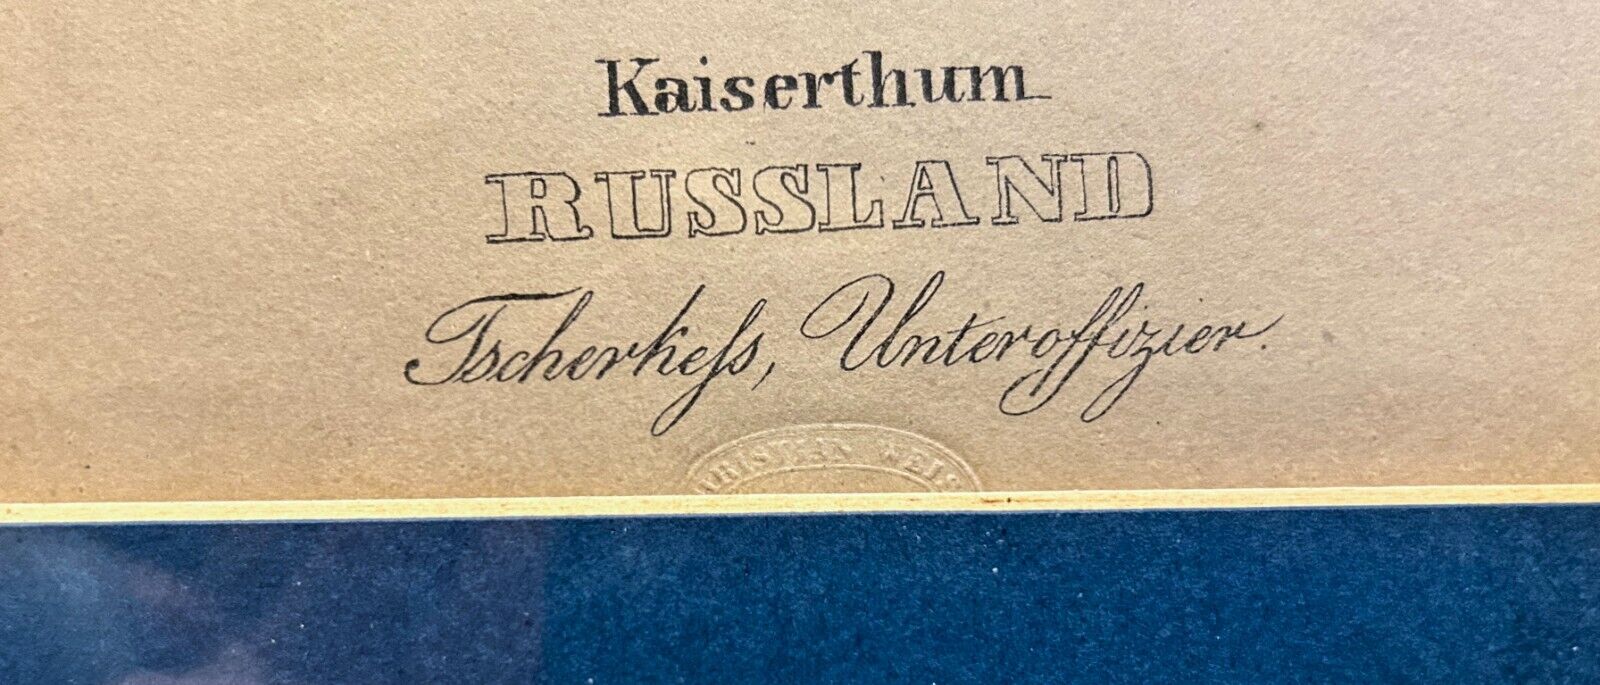 Kaiserthum
RUSSLAND
Tscherkeſs, Unteroffizier.